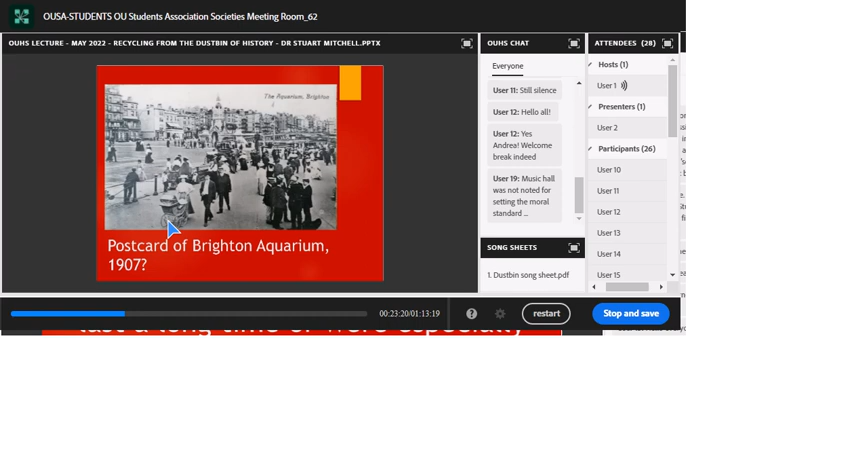 OUSA-STUDENTS OU Students Association Societies Meeting Room_62
OUHS LECTURE - MAY 2022 - RECYCLING FROM THE DUSTBIN OF HISTORY - DR STUART MITCHELL.PPTX
The Aquarium, Brighton
Postcard of Brighton Aquarium,
1907?
OUHS CHAT
Everyone
User 11: Still silence
User 12: Hello all!
User 12: Yes
Andrea! Welcome
break indeed
User 19: Music hall
was not noted for
setting the moral
standard ...
SONG SHEETS
1. Dustbin song sheet.pdf
ATTENDEES (28)
Hosts (1)
User 1
Presenters (1)
User 2
Participants (26)
User 10
User 11
User 12
User 13
User 14
User 15
00:23:20/01:13:19
restart
Stop and save